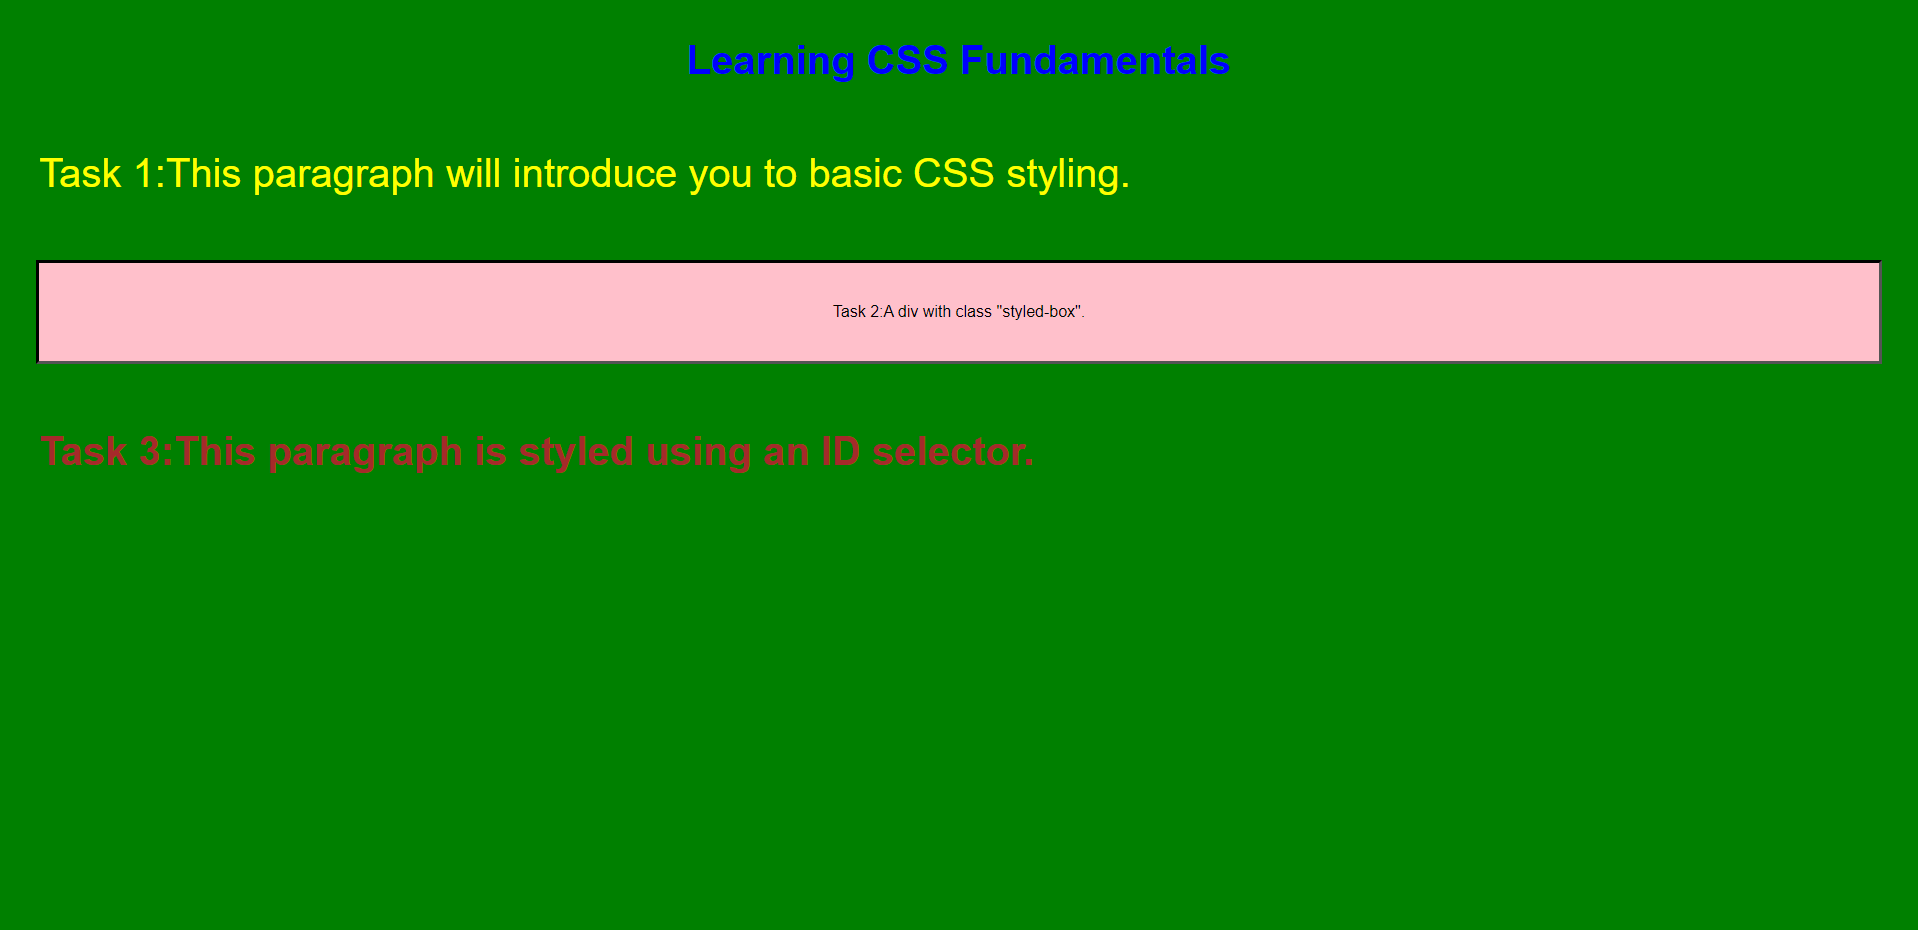 Learning CSS Fundamentals
Task 1:This paragraph will introduce you to basic CSS styling.
Task 2:A div with class "styled-box".
Task 3:This paragraph is styled using an ID selector.